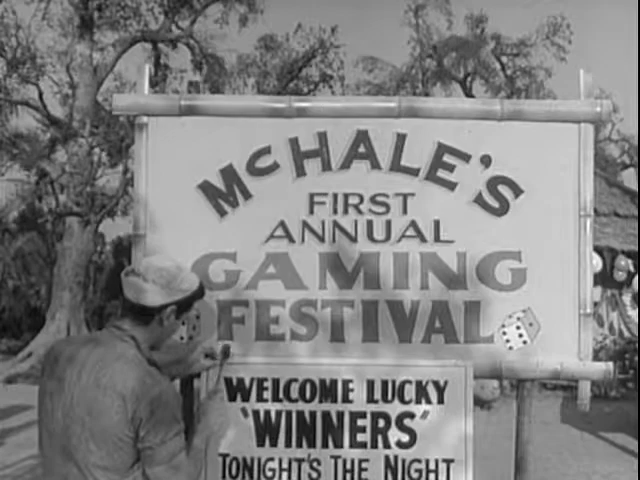 McHALE'S
FIRST
ANNUAL
GAMING
FESTIVAL
WELCOME LUCKY
"WINNERS"
TONIGHT'S THE NIGHT